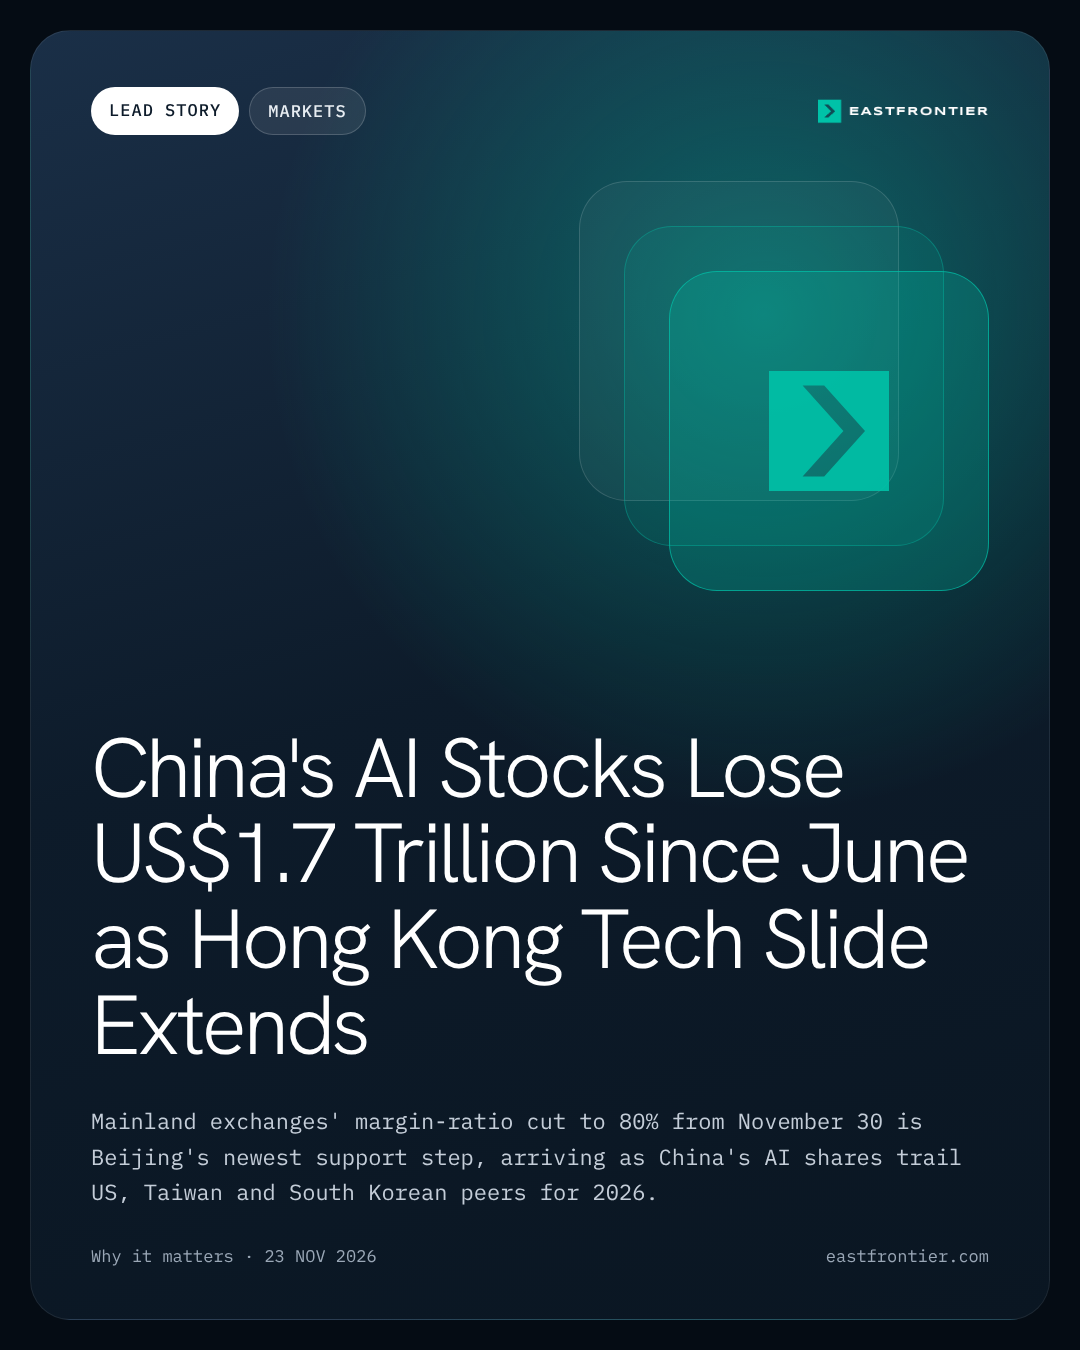 LEAD STORY
MARKETS
EASTFRONTIER
China's AI Stocks Lose
US$1.7 Trillion Since June
as Hong Kong Tech Slide
Extends
Mainland exchanges' margin-ratio cut to 80% from November 30 is
Beijing's newest support step, arriving as China's AI shares trail
US, Taiwan and South Korean peers for 2026.
Why it matters · 23 NOV 2026
eastfrontier.com